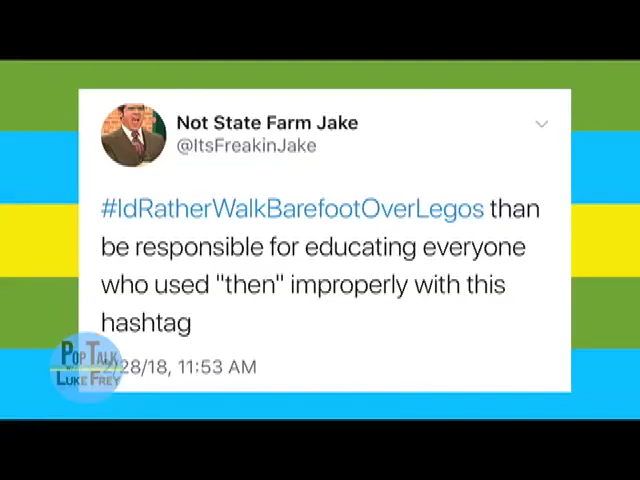 Not State Farm Jake
@ItsFreakinJake
#IdRatherWalkBarefootOverLegos than
be responsible for educating everyone
who used "then" improperly with this
hashtag
/28/18, 11:53 AM
POP TALK
LUKE FREY